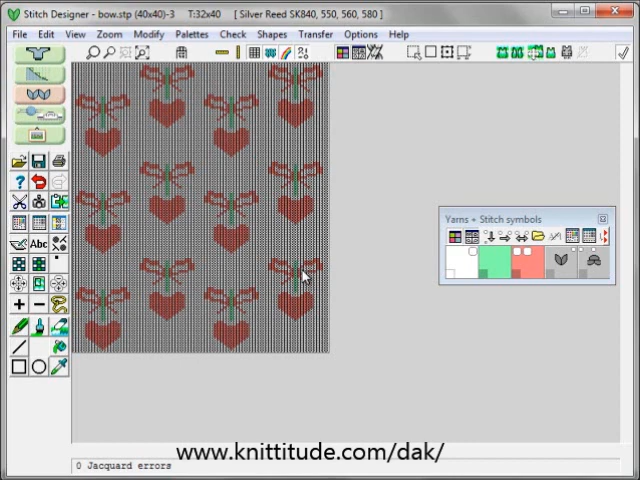 Stitch Designer - bow.stp (40x40)-3 T:32x40 [ Silver Reed SK840, 550, 560, 580 ]
File Edit View Zoom Modify Palettes Check Shapes Transfer Options Help
Yarns + Stitch symbols
?
Abc
0 Jacquard errors
www.knittitude.com/dak/